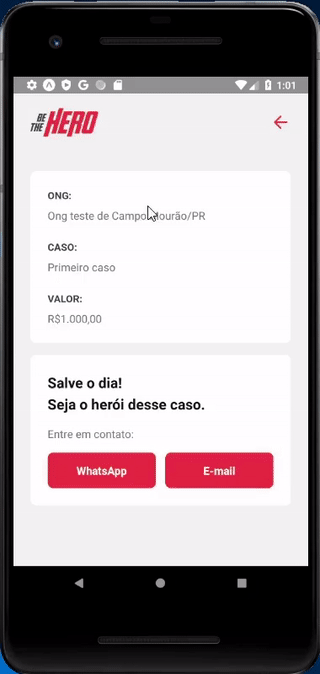 1:01
BE
THE HERO
ONG:
Ong teste de Campo Mourão/PR
CASO:
Primeiro caso
VALOR:
R$1.000,00
Salve o dia!
Seja o herói desse caso.
Entre em contato:
WhatsApp
E-mail